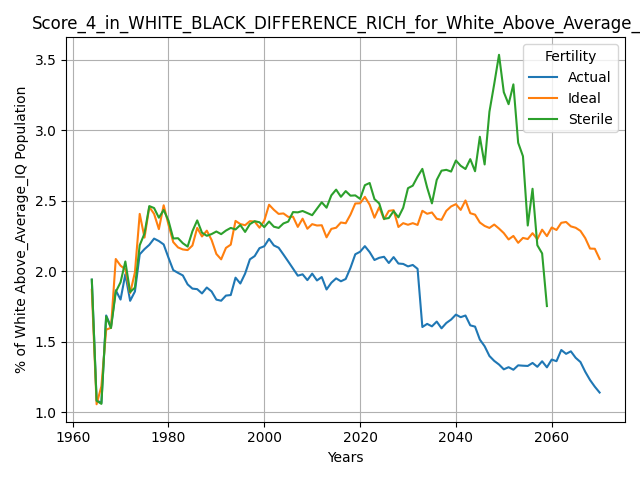 Score_4_in_WHITE_BLACK_DIFFERENCE_RICH_for_White_Above_Average_
% of White Above_Average_IQ Population
3.5
3.0
2.5
2.0
1.5
1.0
Fertility
Actual
Ideal
Sterile
1960
1980
2000
2020
2040
2060
Years